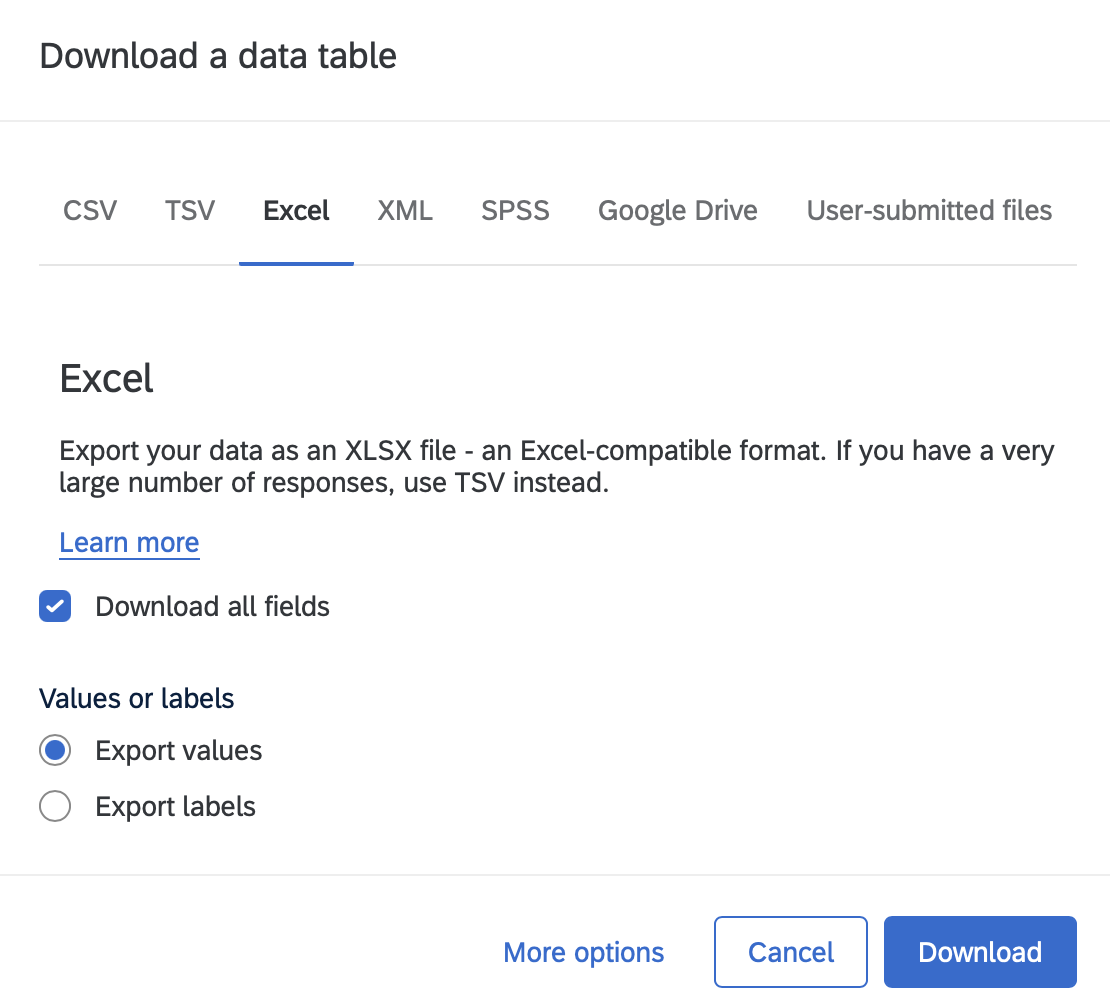 Download a data table
CSV TSV Excel XML SPSS Google Drive User-submitted files
Excel
Export your data as an XLSX file - an Excel-compatible format. If you have a very
large number of responses, use TSV instead.
Learn more
Download all fields
Values or labels
Export values
Export labels
More options Cancel Download